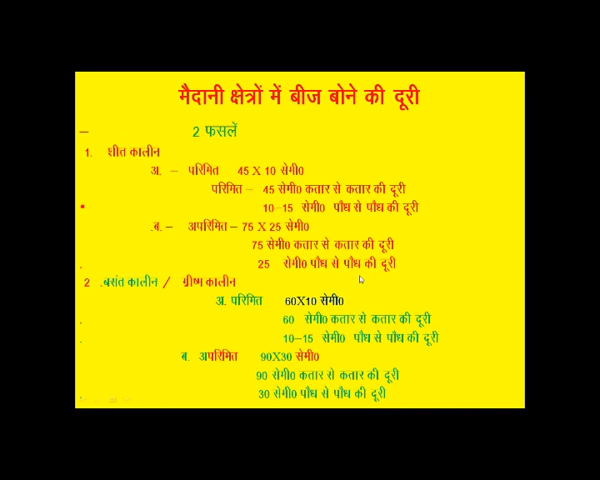 मैदानी क्षेत्रों में बीज बोने की दूरी
– 2 फसलें
1. शीत कालीन
अ. – परिमित 45 X 10 सेमी0
परिमित – 45 सेमी0 कतार से कतार की दूरी
• 10–15 सेमी0 पौध से पौध की दूरी
.ब. – अपरिमित – 75 X 25 सेमी0
75 सेमी0 कतार से कतार की दूरी
25 सेमी0 पौध से पौध की दूरी
2 .बसंत कालीन / ग्रीष्म कालीन
अ. परिमित 60X10 सेमी0
60 सेमी0 कतार से कतार की दूरी
10–15 सेमी0 पौध से पौध की दूरी
ब. अपरिमित 90X30 सेमी0
90 सेमी0 कतार से कतार की दूरी
30 सेमी0 पौध से पौध की दूरी